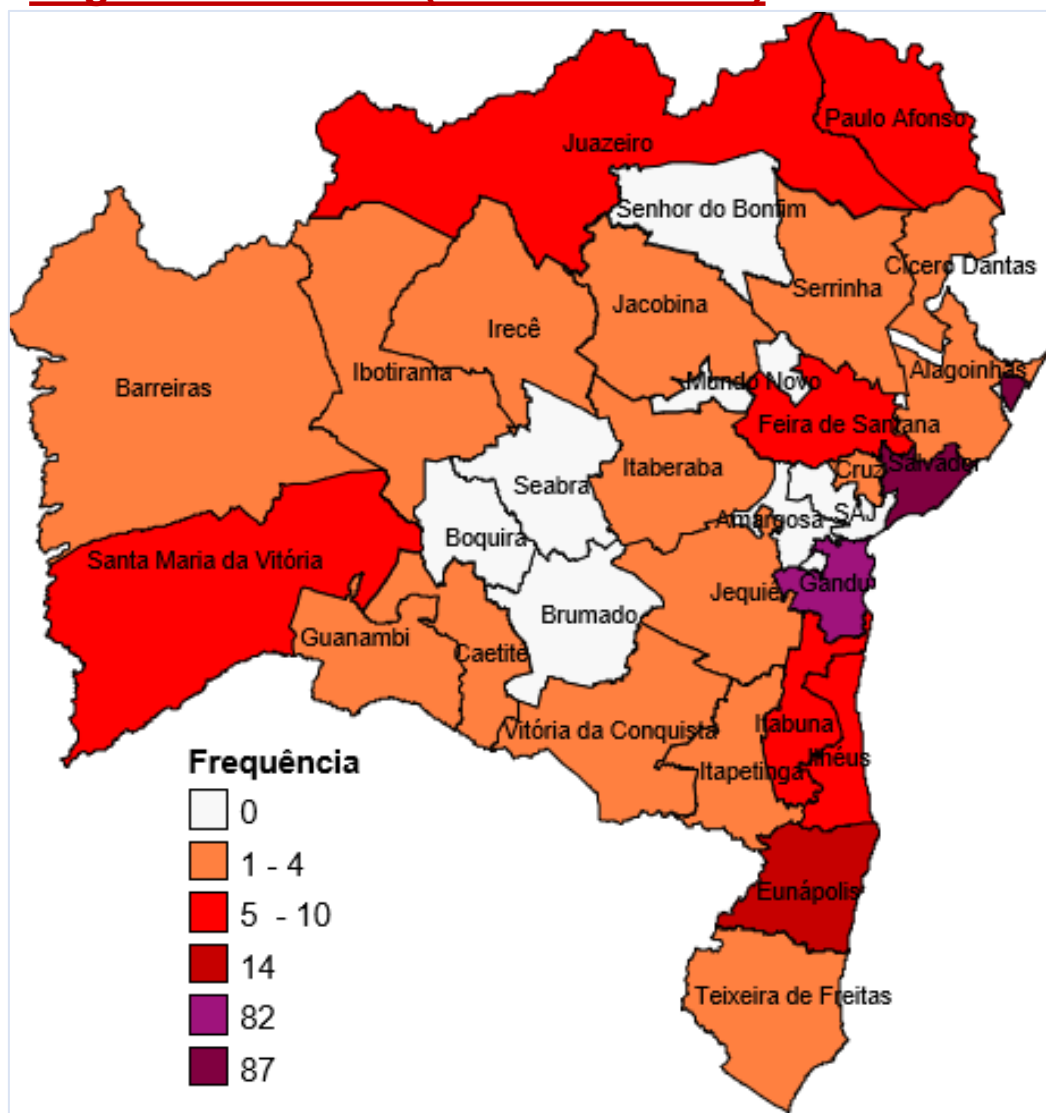 Juazeiro
Paulo Afonso
Senhor do Bonfim
Cícero Dantas
Serrinha
Jacobina
Irecê
Ibotirama
Barreiras
Mundo Novo
Alagoinhas
Feira de Santana
Itaberaba
Cruz
Salvador
Seabra
Amargosa
SAJ
Boquira
Santa Maria da Vitória
Gandu
Jequié
Brumado
Guanambi
Caetité
Vitória da Conquista
Itabuna
Ilhéus
Itapetinga
Eunápolis
Teixeira de Freitas
Frequência
0
1 - 4
5 - 10
14
82
87